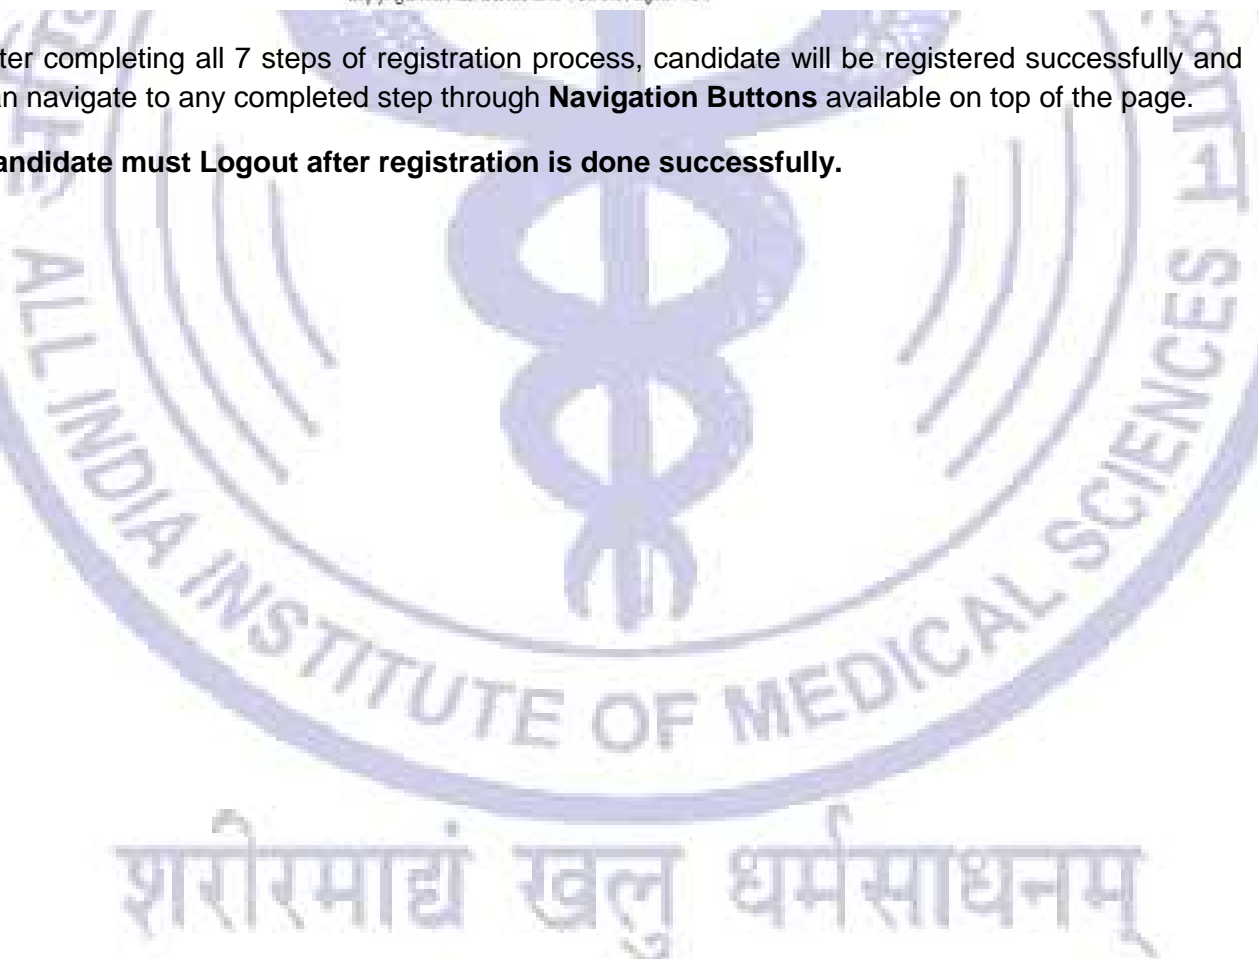 ter completing all 7 steps of registration process, candidate will be registered successfully and
an navigate to any completed step through Navigation Buttons available on top of the page.
andidate must Logout after registration is done successfully.
ALL INDIA INSTITUTE OF MEDICAL SCIENCES
शरीरमाद्यं खलु धर्मसाधनम्